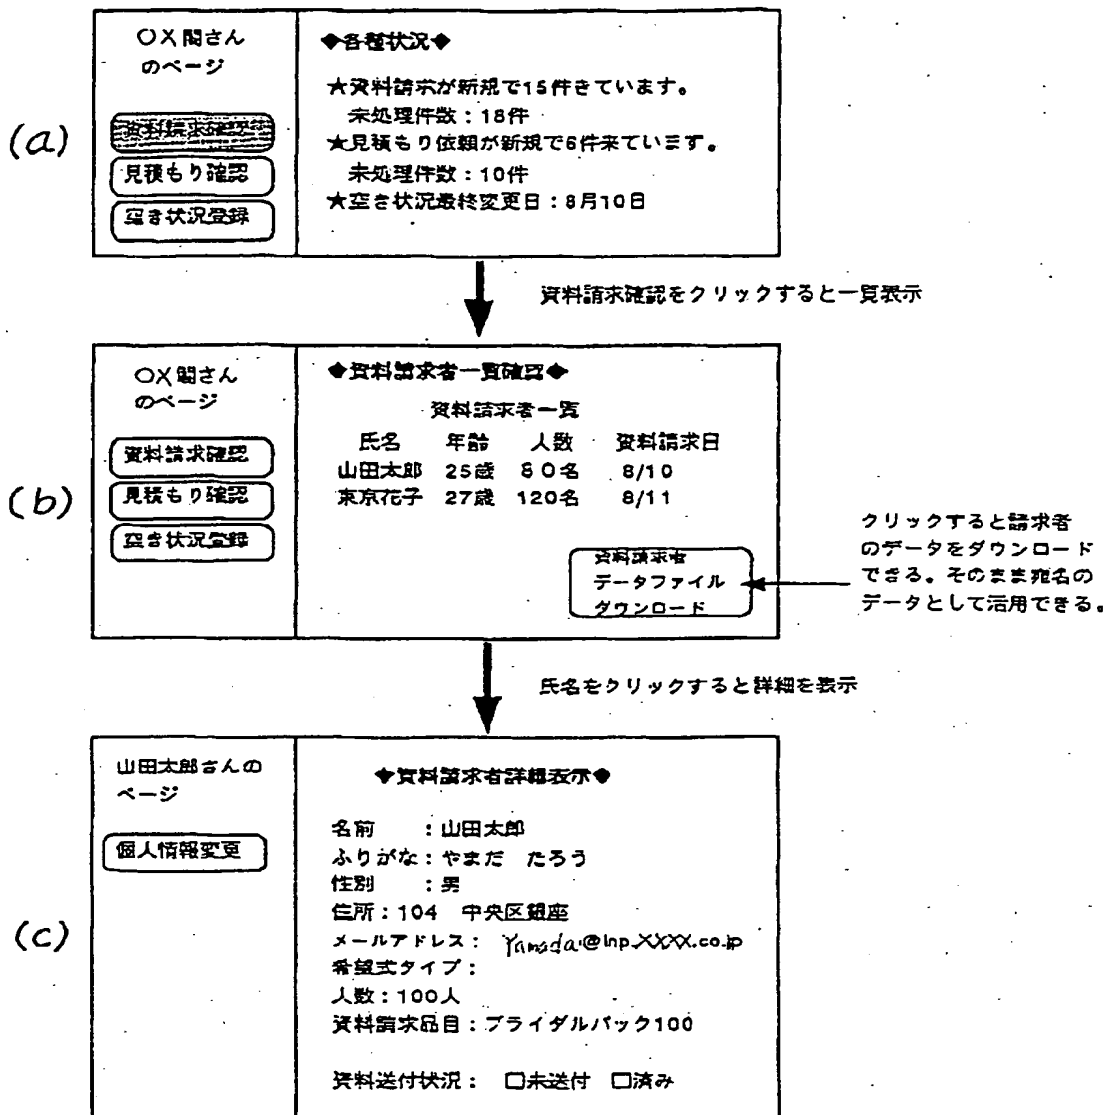 (a)
〇X閣さん
のページ
資料請求確認
見積もり確認
空き状況登録
◆各種状況◆
★資料請求が新規で15件きています。
未処理件数：18件
★見積もり依頼が新規で6件来ています。
未処理件数：10件
★空き状況最終変更日：8月10日
資料請求確認をクリックすると一覧表示
(b)
〇X閣さん
のページ
資料請求確認
見積もり確認
空き状況登録
◆資料請求者一覧確認◆
資料請求者一覧
氏名 年齢 人数 資料請求日
山田太郎 25歳 80名 8/10
東京花子 27歳 120名 8/11
資料請求者
データファイル
ダウンロード
クリックすると請求者
のデータをダウンロード
できる。そのまま宛名の
データとして活用できる。
氏名をクリックすると詳細を表示
(c)
山田太郎さんの
ページ
個人情報変更
◆資料請求者詳細表示◆
名前 ：山田太郎
ふりがな：やまだ たろう
性別 ：男
住所：104 中央区銀座
メールアドレス： Yamada@inp.XXXX.co.jp
希望式タイプ：
人数：100人
資料請求品目：ブライダルパック100
資料送付状況： □未送付 □済み